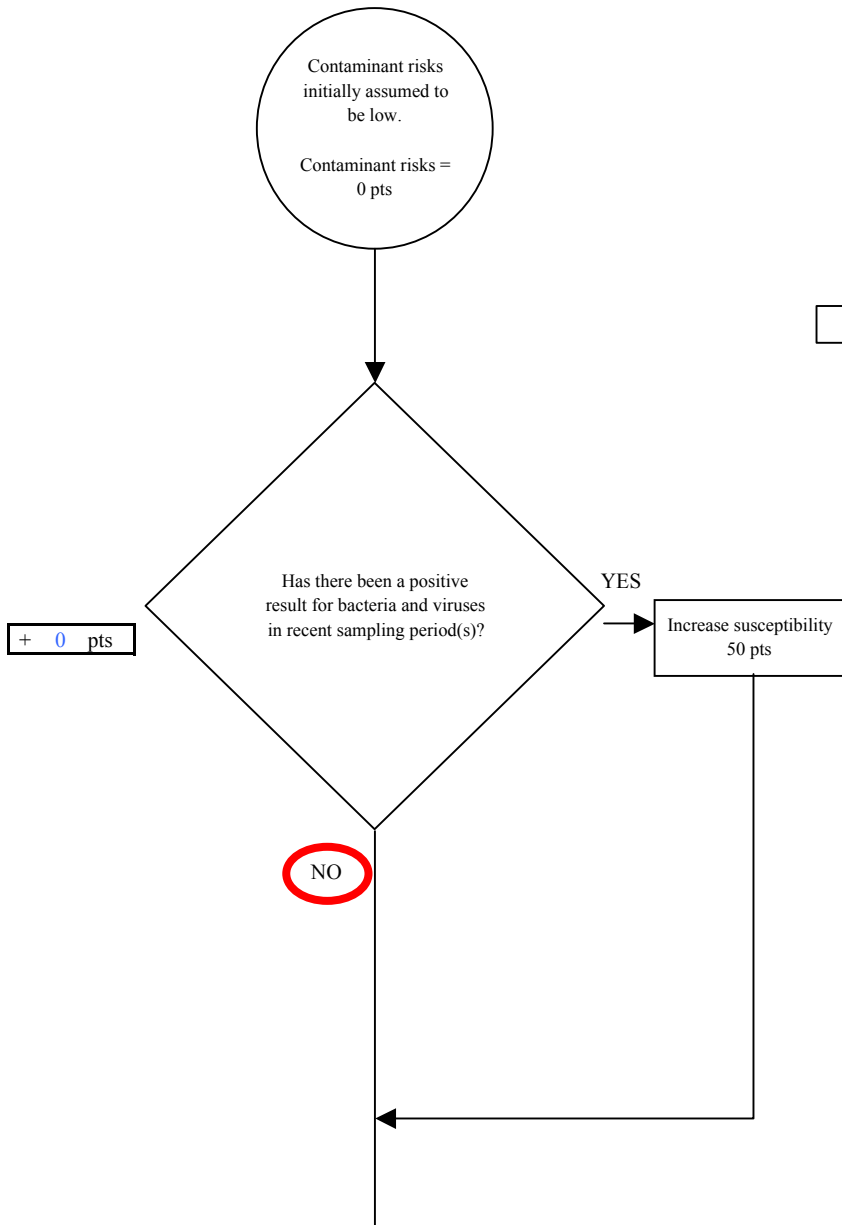 Contaminant risks
initially assumed to
be low.
Contaminant risks =
0 pts
Has there been a positive
result for bacteria and viruses
in recent sampling period(s)?
YES
+ 0 pts
Increase susceptibility
50 pts
NO